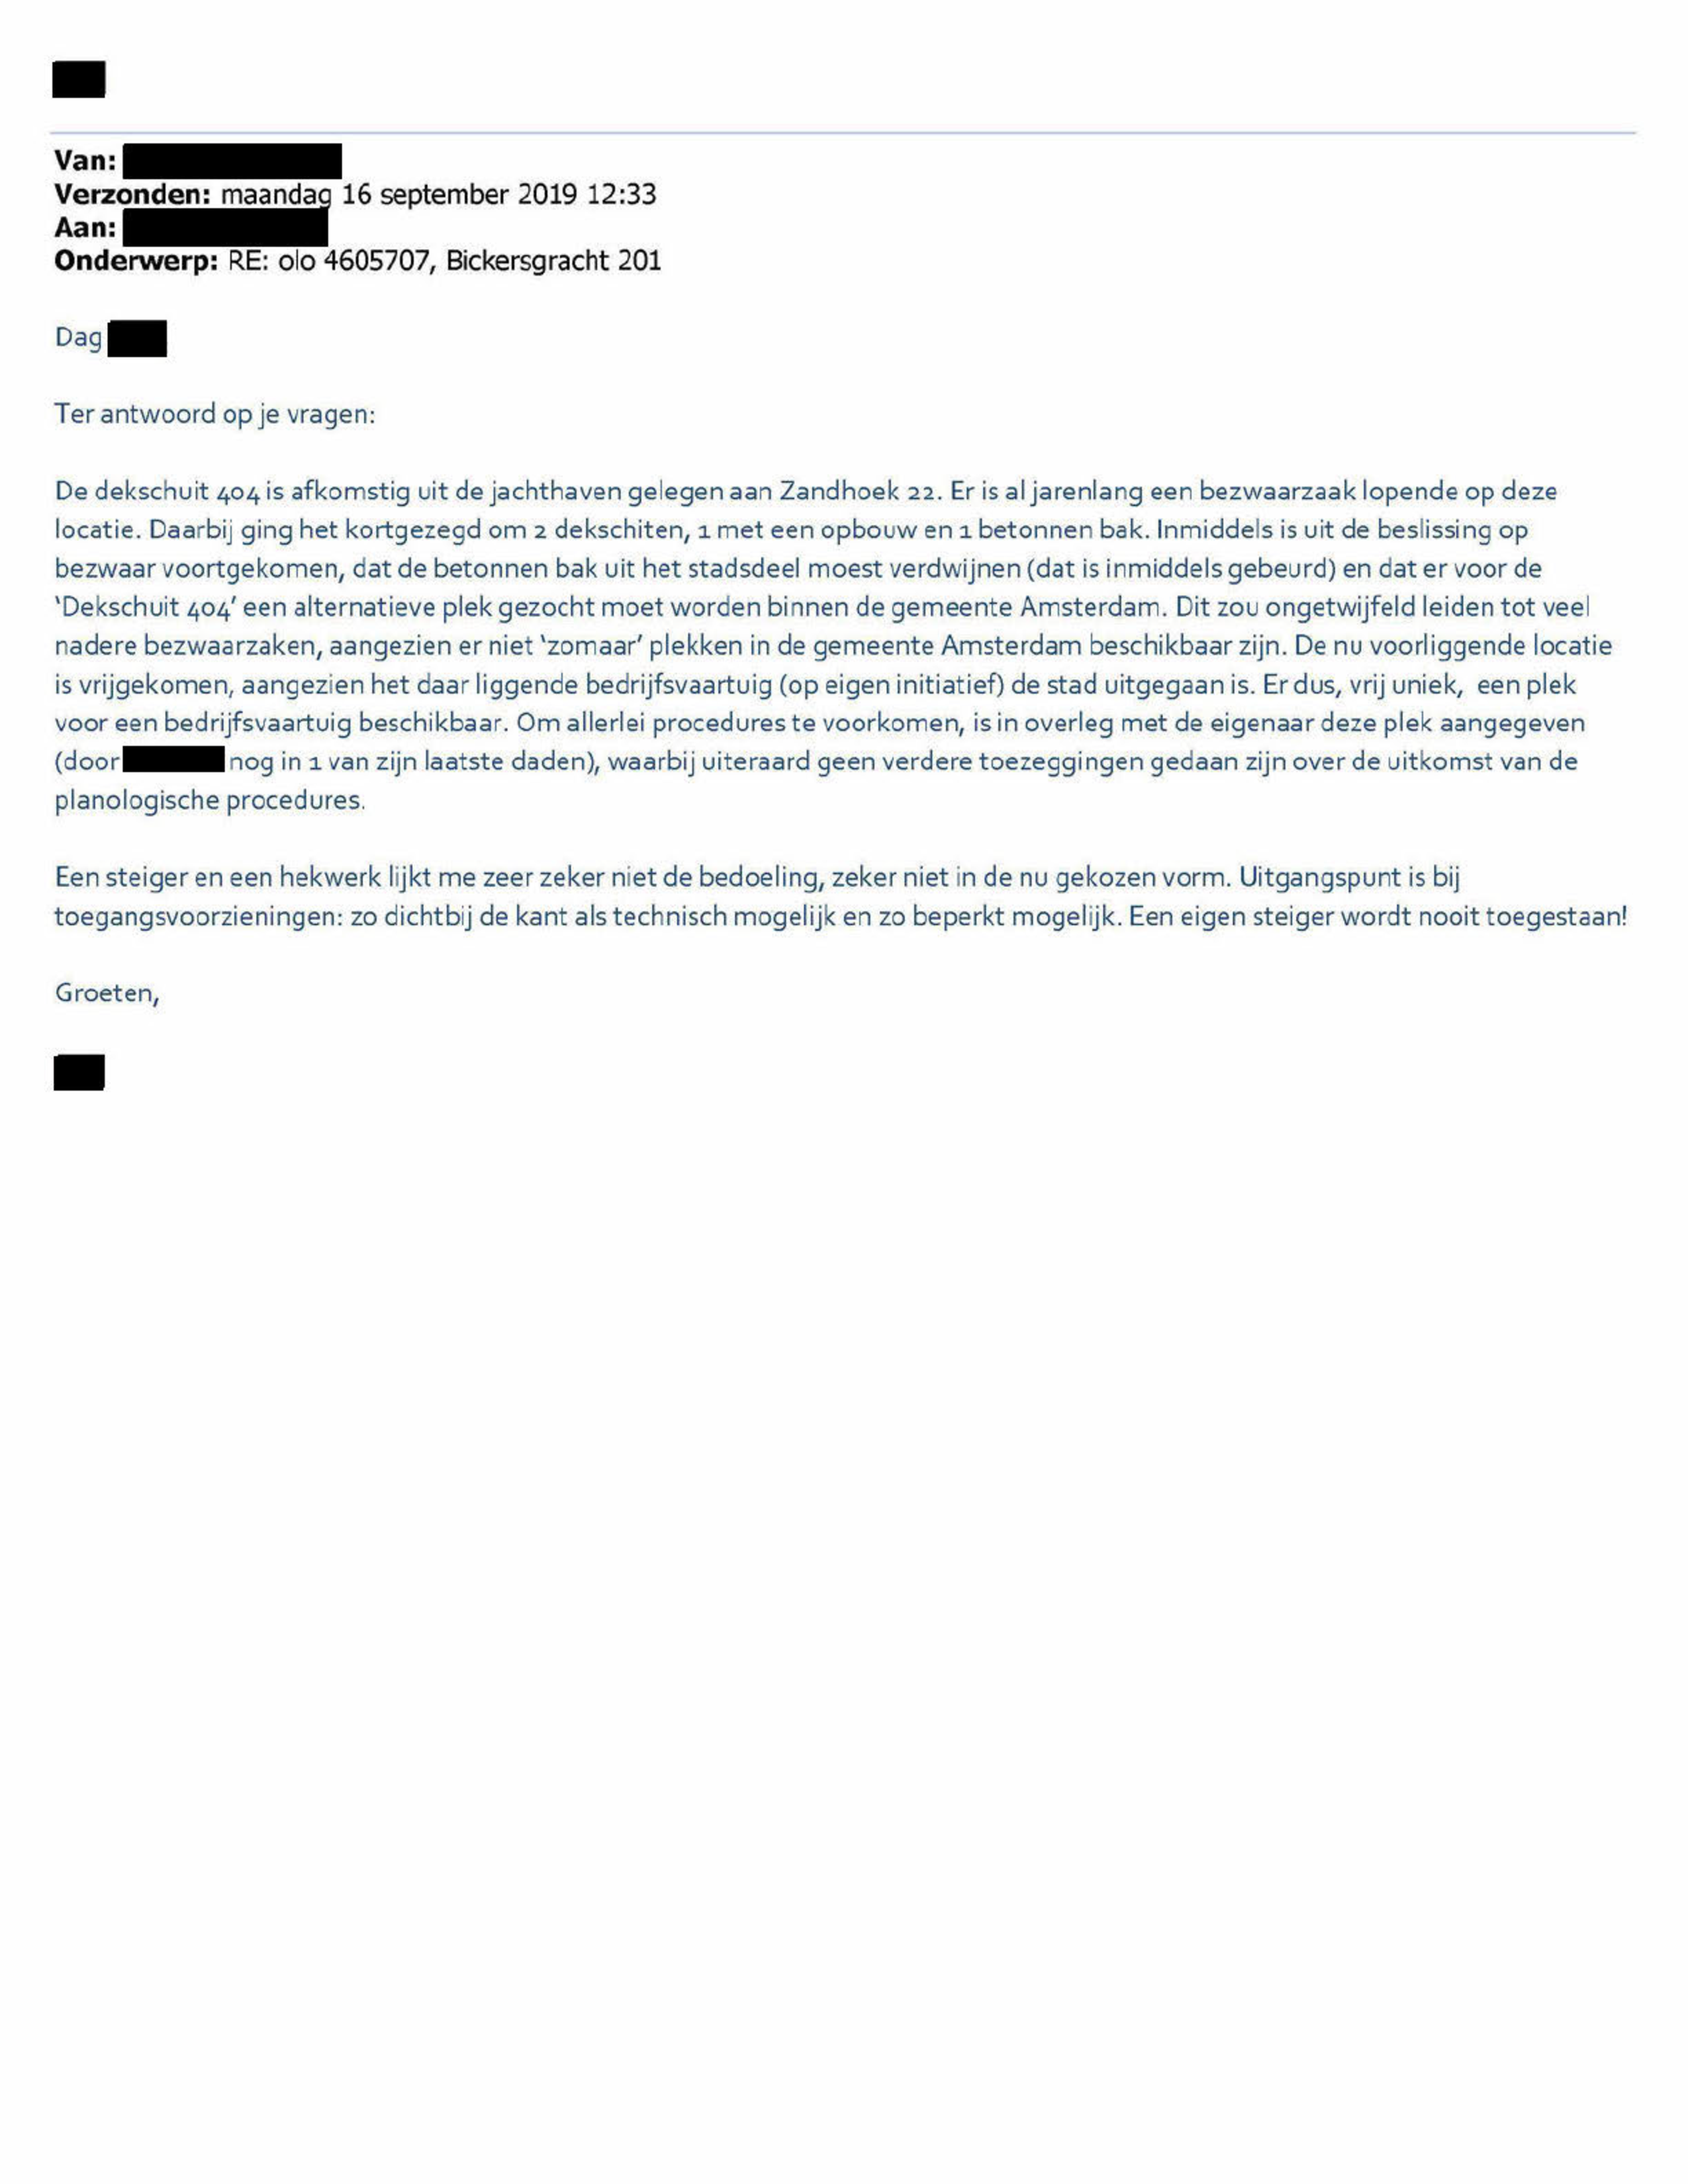 Van:
Verzonden: maandag 16 september 2019 12:33
Aan:
Onderwerp: RE: olo 4605707, Bickersgracht 201
Dag
Ter antwoord op je vragen:
De dekschuit 404 is afkomstig uit de jachthaven gelegen aan Zandhoek 22. Er is al jarenlang een bezwaarzaak lopende op deze
locatie. Daarbij ging het kortgezegd om 2 dekschiten, 1 met een opbouw en 1 betonnen bak. Inmiddels is uit de beslissing op
bezwaar voortgekomen, dat de betonnen bak uit het stadsdeel moest verdwijnen (dat is inmiddels gebeurd) en dat er voor de
‘Dekschuit 404’ een alternatieve plek gezocht moet worden binnen de gemeente Amsterdam. Dit zou ongetwijfeld leiden tot veel
nadere bezwaarzaken, aangezien er niet ‘zomaar’ plekken in de gemeente Amsterdam beschikbaar zijn. De nu voorliggende locatie
is vrijgekomen, aangezien het daar liggende bedrijfsvaartuig (op eigen initiatief) de stad uitgegaan is. Er dus, vrij uniek, een plek
voor een bedrijfsvaartuig beschikbaar. Om allerlei procedures te voorkomen, is in overleg met de eigenaar deze plek aangegeven
(door nog in 1 van zijn laatste daden), waarbij uiteraard geen verdere toezeggingen gedaan zijn over de uitkomst van de
planologische procedures.
Een steiger en een hekwerk lijkt me zeer zeker niet de bedoeling, zeker niet in de nu gekozen vorm. Uitgangspunt is bij
toegangsvoorzieningen: zo dichtbij de kant als technisch mogelijk en zo beperkt mogelijk. Een eigen steiger wordt nooit toegestaan!
Groeten,